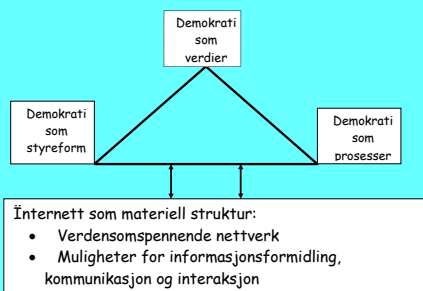 Demokrati
som
verdier
Demokrati
som
styreform
Demokrati
som
prosesser
Ïnternett som materiell struktur:
• Verdensomspennende nettverk
• Muligheter for informasjonsformidling,
kommunikasjon og interaksjon